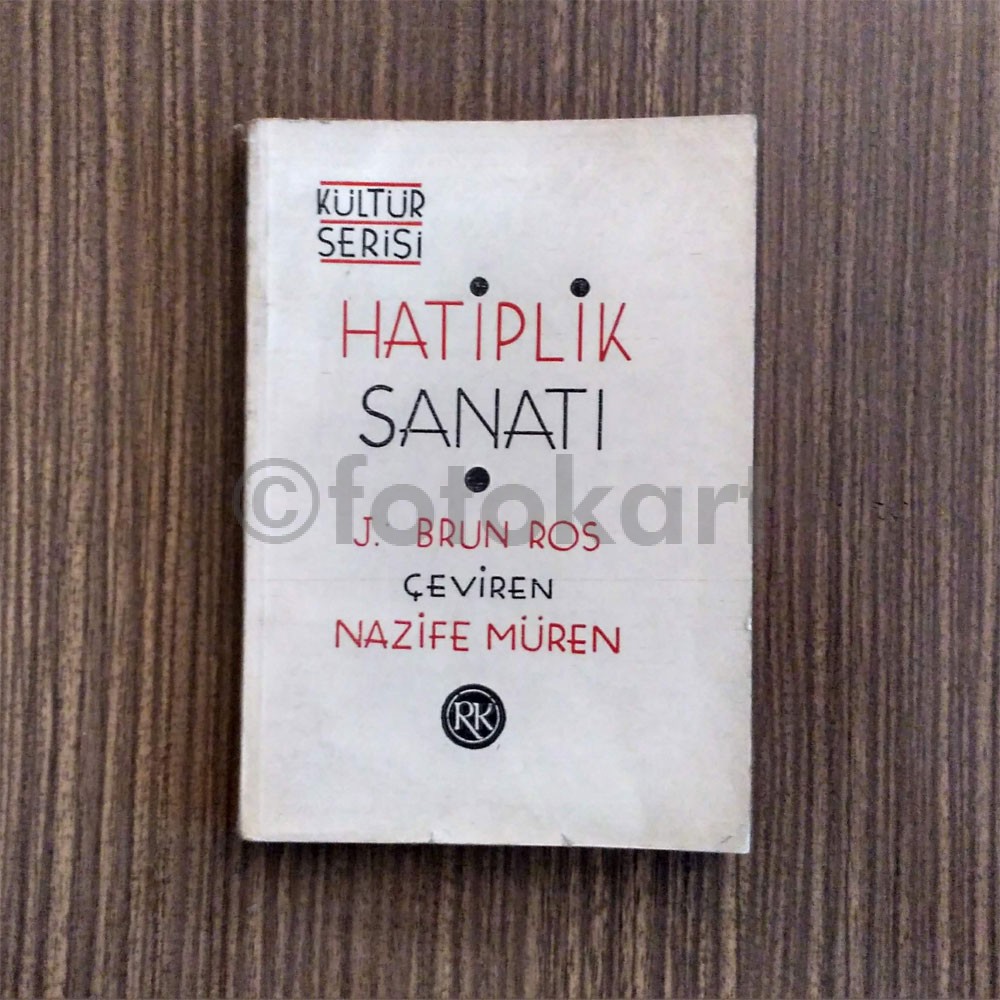 KÜLTÜR
SERİSİ
HATİPLİK
SANATI
©fotokart
J. BRUN ROS
ÇEVİREN
NAZİFE MÜREN
RK